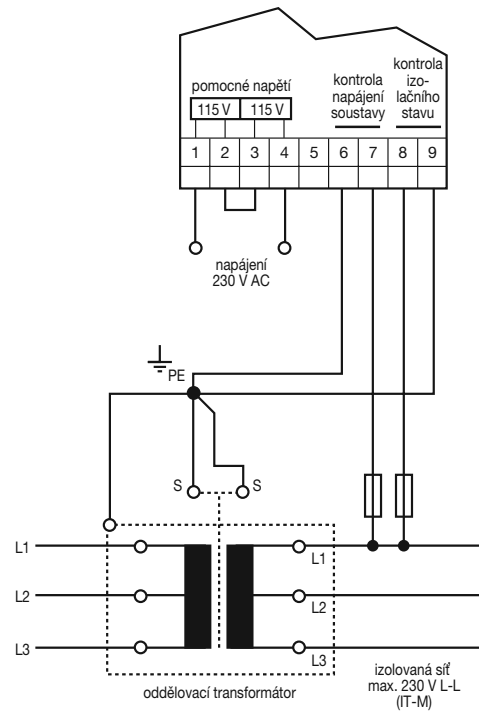 pomocné napětí
115 V 115 V
kontrola
napájení
soustavy
kontrola
izo-
lačního
stavu
1 2 3 4 5 6 7 8 9
napájení
230 V AC
PE
S S
L1 L1
L2 L2
L3 L3
oddělovací transformátor
izolovaná síť
max. 230 V L-L
(IT-M)